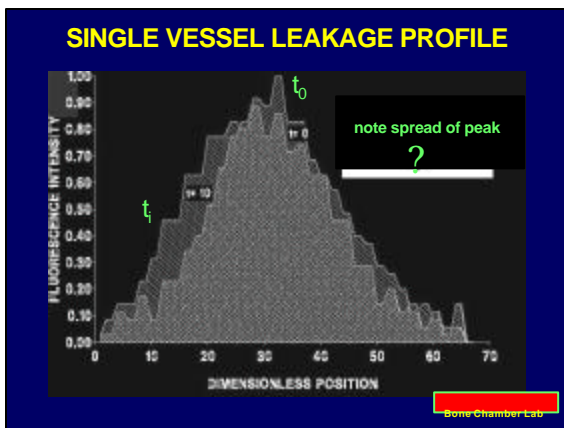 SINGLE VESSEL LEAKAGE PROFILE
1.00
0.90
0.80
0.70
0.60
0.50
0.40
0.30
0.20
0.10
0.00
FLUORESCENCE INTENSITY
t0
t= 0
note spread of peak
?
ti
t= 10
0 10 20 30 40 50 60 70
DIMENSIONLESS POSITION
Bone Chamber Lab